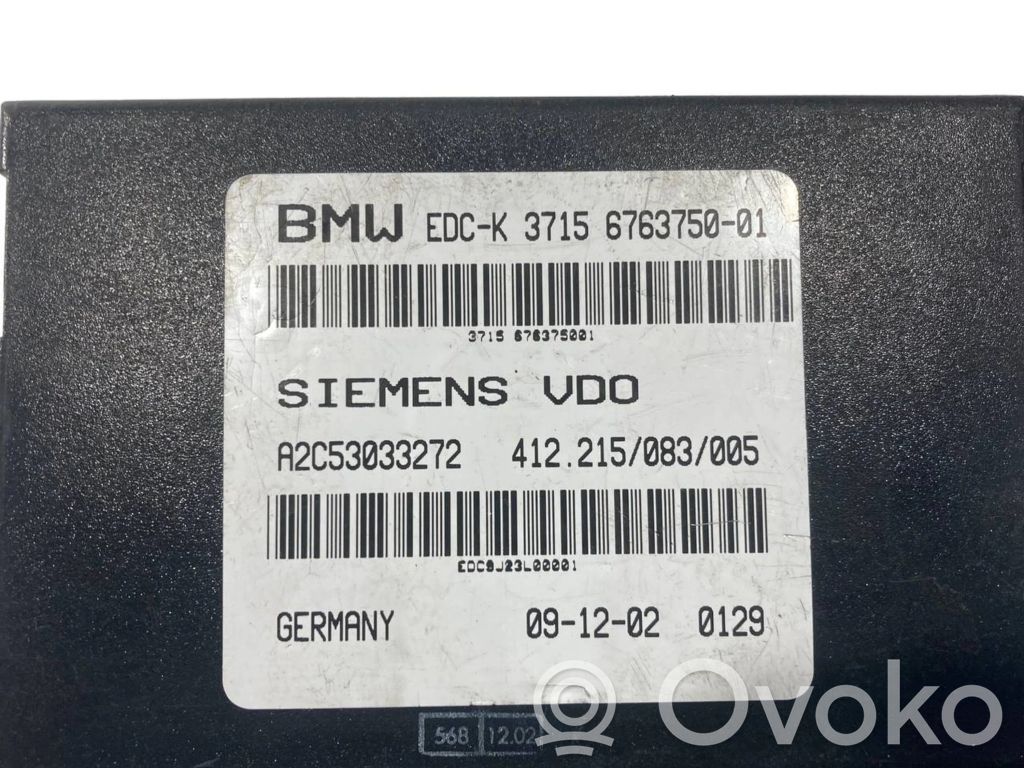 BMW EDC-K 3715 6763750-01
3715 676375001
SIEMENS VDO
A2C53033272 412.215/083/005
EDC9J23L00001
GERMANY 09-12-02 0129
568 12.02
Ovoko